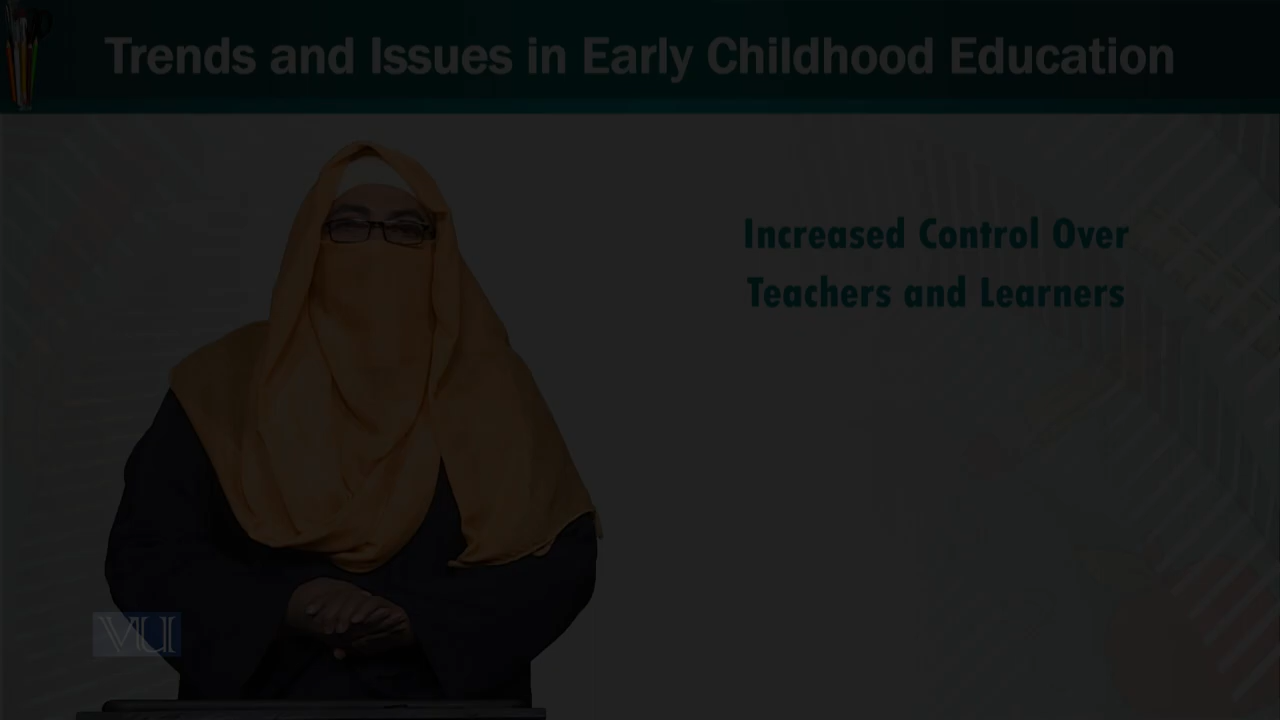 Trends and Issues in Early Childhood Education
Increased Control Over
Teachers and Learners
VU